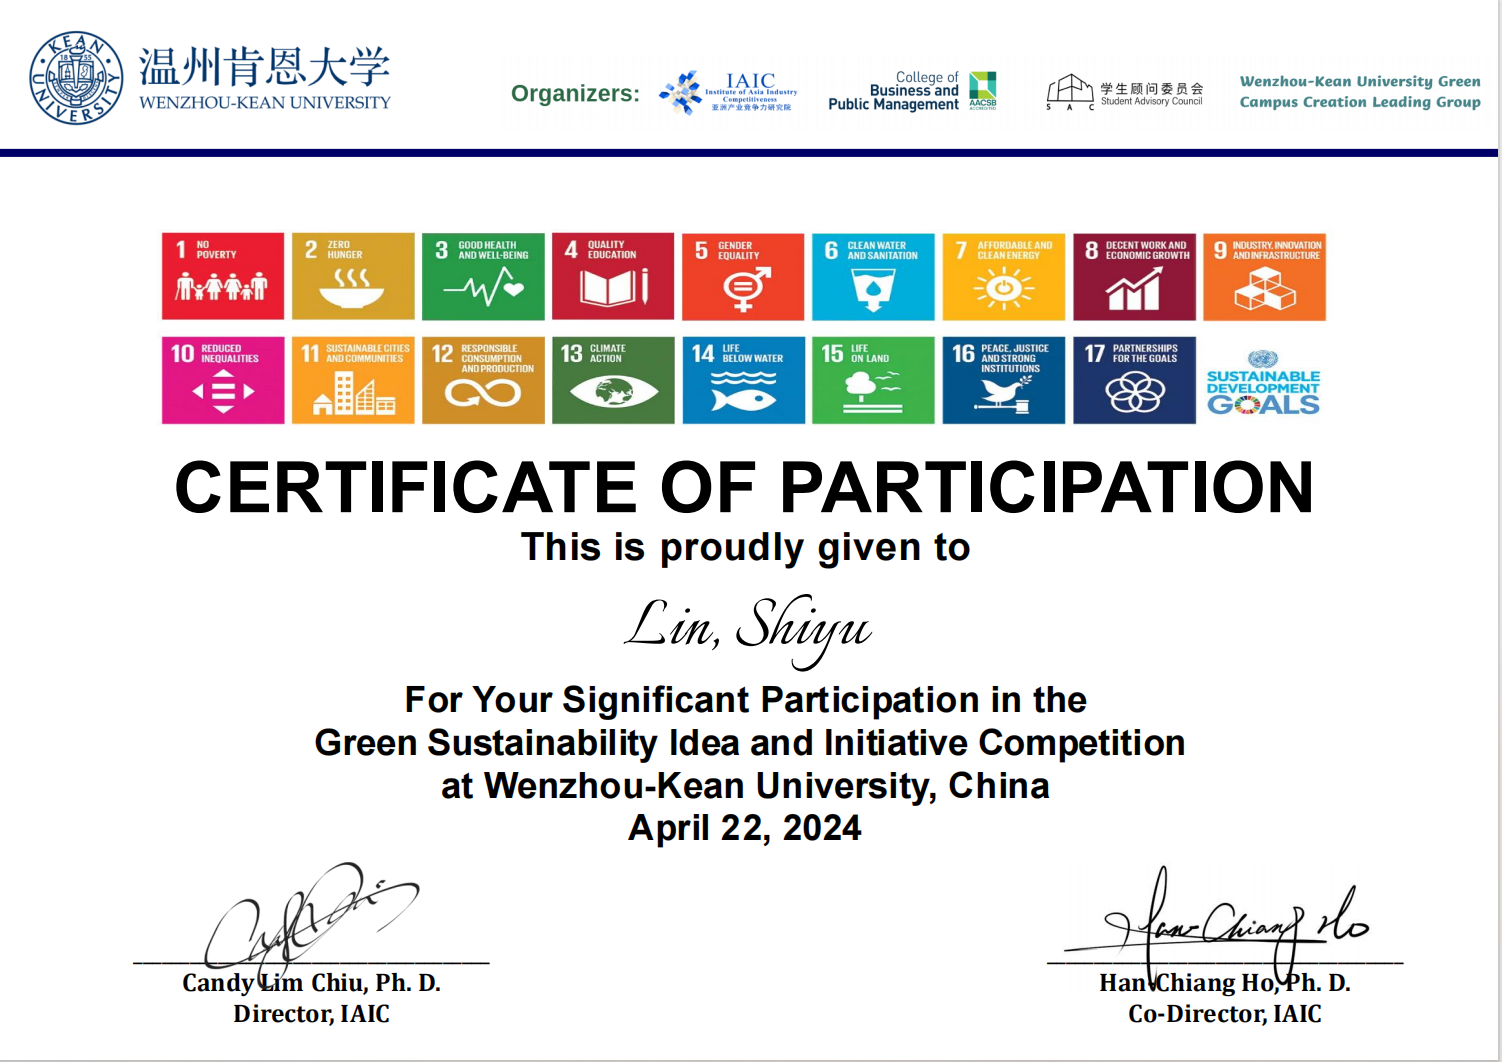 KEAN UNIVERSITY
1855
温州肯恩大学
WENZHOU-KEAN UNIVERSITY
Organizers:
IAIC
Institute of Asia Industry
Competitiveness
亚洲产业竞争力研究院
College of
Business and
Public Management
AACSB
ACCREDITED
学生顾问委员会
Student Advisory Council
S A C
Wenzhou-Kean University Green
Campus Creation Leading Group
1 NO
POVERTY
2 ZERO
HUNGER
3 GOOD HEALTH
AND WELL-BEING
4 QUALITY
EDUCATION
5 GENDER
EQUALITY
6 CLEAN WATER
AND SANITATION
7 AFFORDABLE AND
CLEAN ENERGY
8 DECENT WORK AND
ECONOMIC GROWTH
9 INDUSTRY, INNOVATION
AND INFRASTRUCTURE
10 REDUCED
INEQUALITIES
11 SUSTAINABLE CITIES
AND COMMUNITIES
12 RESPONSIBLE
CONSUMPTION
AND PRODUCTION
13 CLIMATE
ACTION
14 LIFE
BELOW WATER
15 LIFE
ON LAND
16 PEACE, JUSTICE
AND STRONG
INSTITUTIONS
17 PARTNERSHIPS
FOR THE GOALS
SUSTAINABLE
DEVELOPMENT
GOALS
CERTIFICATE OF PARTICIPATION
This is proudly given to
Lin, Shiyu
For Your Significant Participation in the
Green Sustainability Idea and Initiative Competition
at Wenzhou-Kean University, China
April 22, 2024
Candy Lim Chiu, Ph. D.
Director, IAIC
Han Chiang Ho
Han Chiang Ho, Ph. D.
Co-Director, IAIC